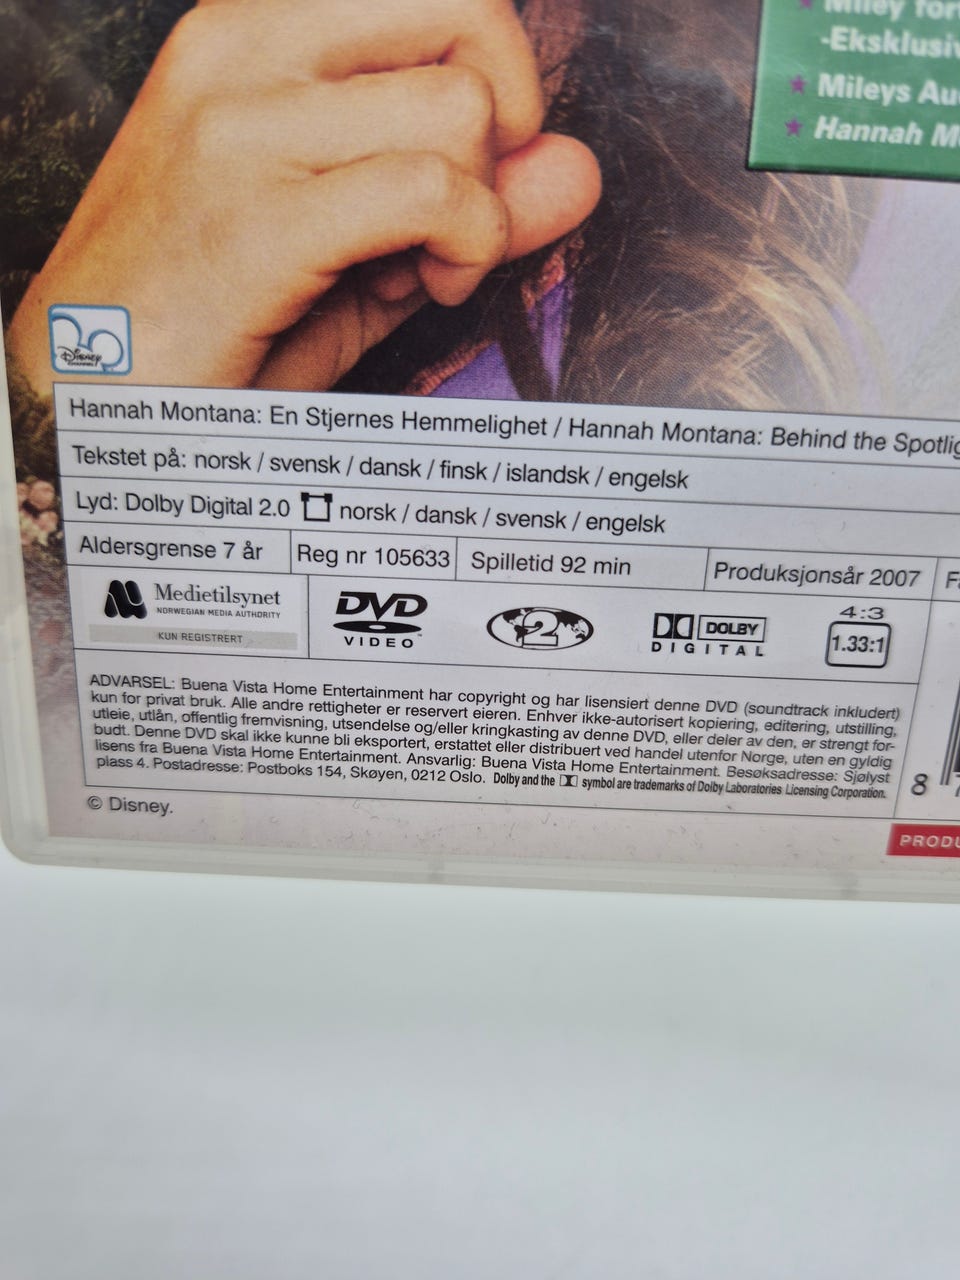 Miley for
-Eksklusiv
Mileys Au
Hannah M
Disney
CHANNEL
Hannah Montana: En Stjernes Hemmelighet / Hannah Montana: Behind the Spotlig
Tekstet på: norsk / svensk / dansk / finsk / islandsk / engelsk
Lyd: Dolby Digital 2.0 norsk / dansk / svensk / engelsk
Aldersgrense 7 år Reg nr 105633 Spilletid 92 min Produksjonsår 2007 F
Medietilsynet
NORWEGIAN MEDIA AUTHORITY
KUN REGISTRERT
DVD
VIDEO
2
DOLBY
DIGITAL
4:3
1.33:1
ADVARSEL: Buena Vista Home Entertainment har copyright og har lisensiert denne DVD (soundtrack inkludert)
kun for privat bruk. Alle andre rettigheter er reservert eieren. Enhver ikke-autorisert kopiering, editering, utstilling,
utleie, utlån, offentlig fremvisning, utsendelse og/eller kringkasting av denne DVD, eller deler av den, er strengt for-
budt. Denne DVD skal ikke kunne bli eksportert, erstattet eller distribuert ved handel utenfor Norge, uten en gyldig
lisens fra Buena Vista Home Entertainment. Ansvarlig: Buena Vista Home Entertainment. Besøksadresse: Sjølyst
plass 4. Postadresse: Postboks 154, Skøyen, 0212 Oslo. Dolby and the symbol are trademarks of Dolby Laboratories Licensing Corporation.
© Disney.
8 7
PRODU